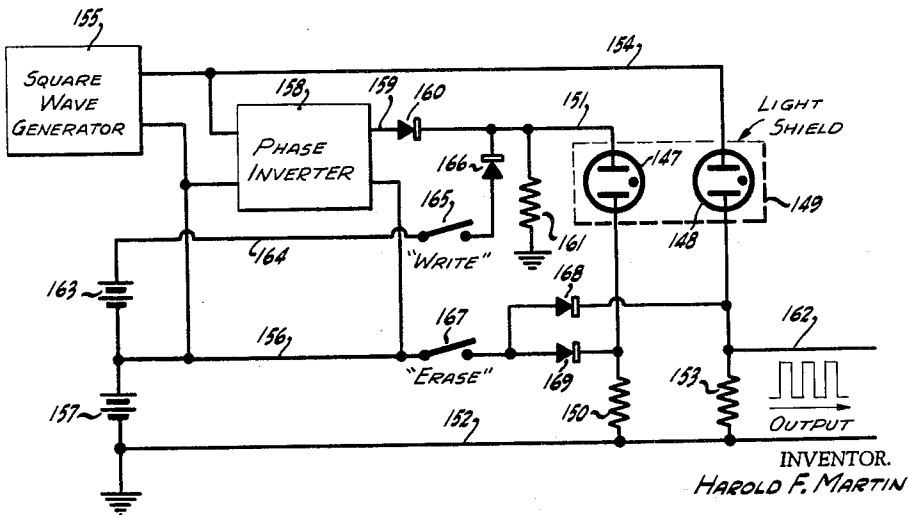 155
SQUARE
WAVE
GENERATOR
154
158
159
160
151
LIGHT
SHIELD
PHASE
INVERTER
166
147
165
161
148
149
164
"WRITE"
163
168
156
167
162
"ERASE"
169
157
150
153
152
OUTPUT
INVENTOR.
HAROLD F. MARTIN